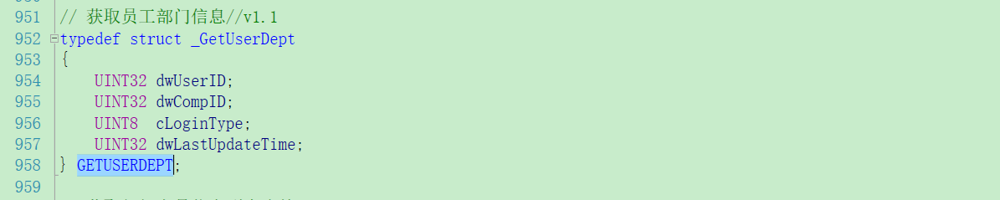 951 // 获取员工部门信息//v1.1
952 typedef struct _GetUserDept
953 {
954     UINT32 dwUserID;
955     UINT32 dwCompID;
956     UINT8  cLoginType;
957     UINT32 dwLastUpdateTime;
958 } GETUSERDEPT;
959